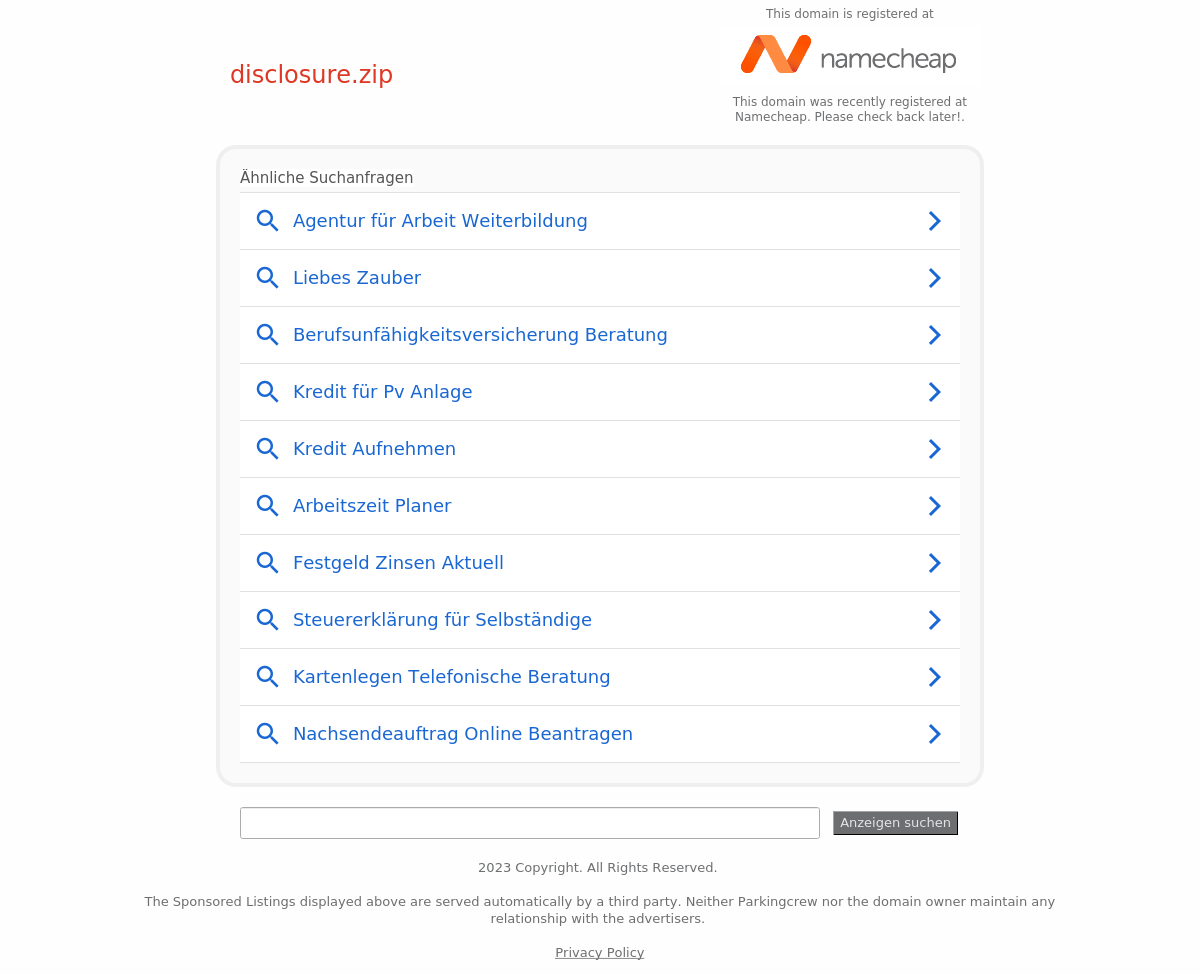 This domain is registered at
namecheap
disclosure.zip
This domain was recently registered at
Namecheap. Please check back later!.
Ähnliche Suchanfragen
Agentur für Arbeit Weiterbildung
Liebes Zauber
Berufsunfähigkeitsversicherung Beratung
Kredit für Pv Anlage
Kredit Aufnehmen
Arbeitszeit Planer
Festgeld Zinsen Aktuell
Steuererklärung für Selbständige
Kartenlegen Telefonische Beratung
Nachsendeauftrag Online Beantragen
Anzeigen suchen
2023 Copyright. All Rights Reserved.
The Sponsored Listings displayed above are served automatically by a third party. Neither Parkingcrew nor the domain owner maintain any
relationship with the advertisers.
Privacy Policy